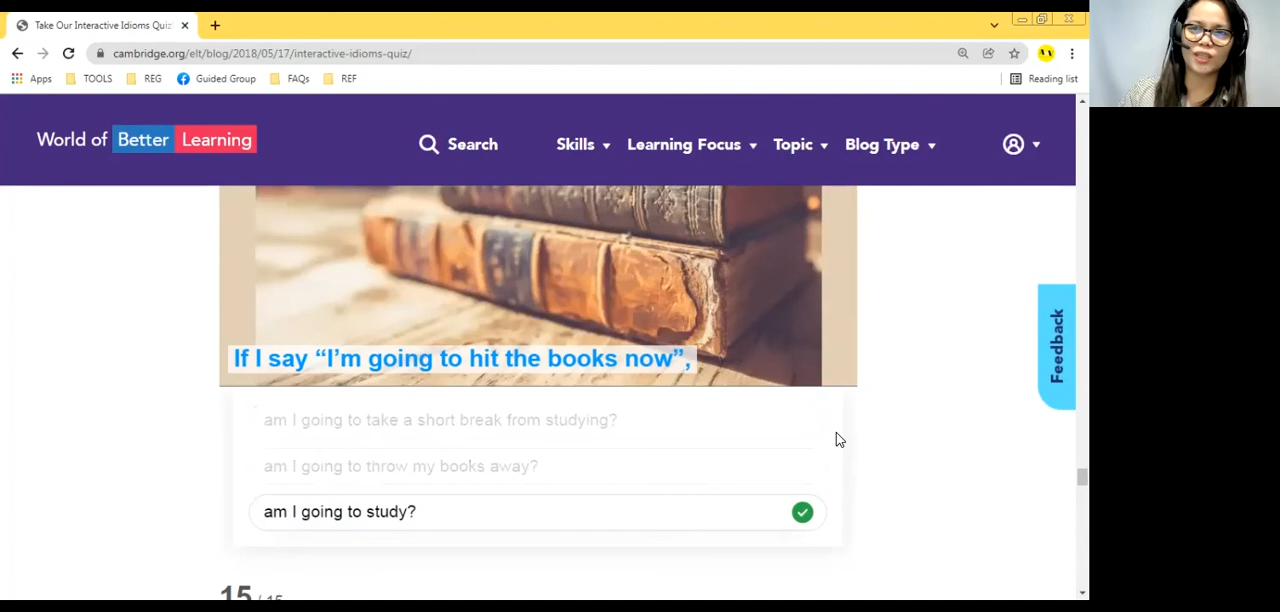 Take Our Interactive Idioms Quiz
cambridge.org/elt/blog/2018/05/17/interactive-idioms-quiz/
Apps TOOLS REG Guided Group FAQs REF Reading list
World of Better Learning Search Skills Learning Focus Topic Blog Type
If I say “I’m going to hit the books now”,
Feedback
am I going to take a short break from studying?
am I going to throw my books away?
am I going to study?
15 / 15